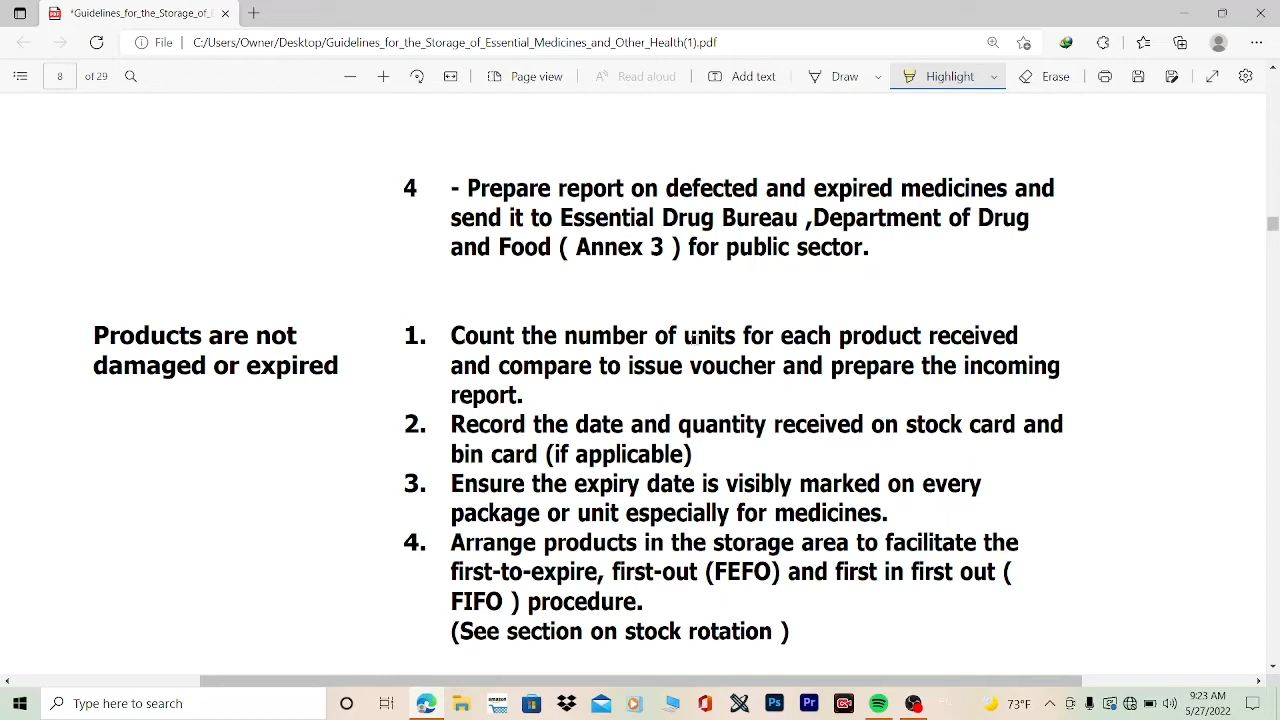 *Guidelines_for_the_Storage_of_
File
C:/Users/Owner/Desktop/Guidelines_for_the_Storage_of_Essential_Medicines_and_Other_Health(1).pdf
8 of 29
Page view
Read aloud
Add text
Draw
Highlight
Erase
4 - Prepare report on defected and expired medicines and
send it to Essential Drug Bureau ,Department of Drug
and Food ( Annex 3 ) for public sector.
Products are not
damaged or expired
1. Count the number of units for each product received
and compare to issue voucher and prepare the incoming
report.
2. Record the date and quantity received on stock card and
bin card (if applicable)
3. Ensure the expiry date is visibly marked on every
package or unit especially for medicines.
4. Arrange products in the storage area to facilitate the
first-to-expire, first-out (FEFO) and first in first out (
FIFO ) procedure.
(See section on stock rotation )
Type here to search
amazon
Ps
Pr
73°F
5/27/2022